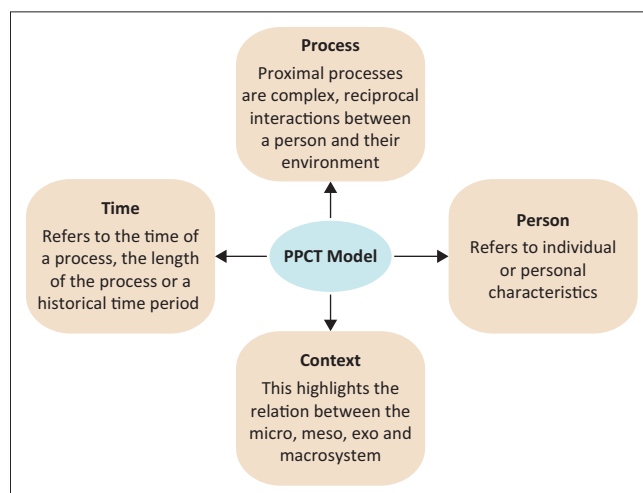 Process
Proximal processes
are complex, reciprocal
interactions between
a person and their
environment
Time
Refers to the time of
a process, the length
of the process or a
historical time period
PPCT Model
Person
Refers to individual
or personal
characteristics
Context
This highlights the
relation between the
micro, meso, exo and
macrosystem